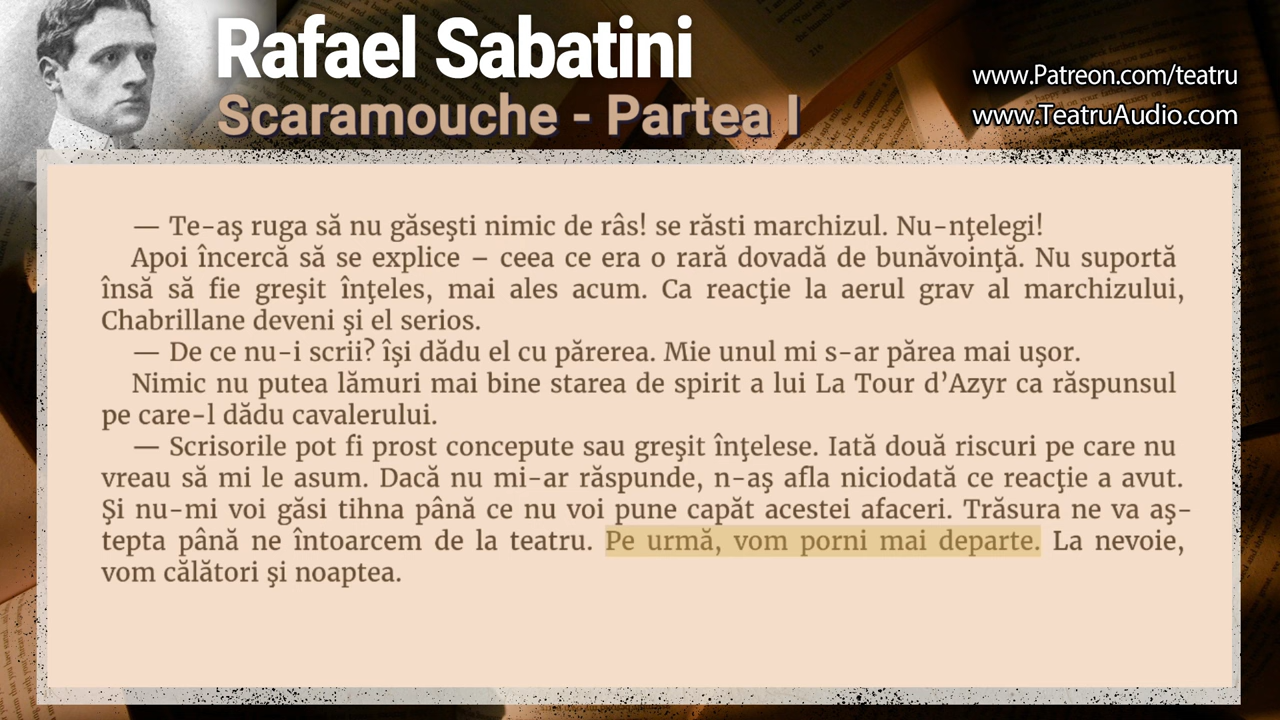 Rafael Sabatini
Scaramouche - Partea I
www.Patreon.com/teatru
www.TeatruAudio.com
— Te-aş ruga să nu găseşti nimic de râs! se răsti marchizul. Nu-nţelegi!
Apoi încercă să se explice – ceea ce era o rară dovadă de bunăvoinţă. Nu suportă
însă să fie greşit înţeles, mai ales acum. Ca reacţie la aerul grav al marchizului,
Chabrillane deveni şi el serios.
— De ce nu-i scrii? îşi dădu el cu părerea. Mie unul mi s-ar părea mai uşor.
Nimic nu putea lămuri mai bine starea de spirit a lui La Tour d’Azyr ca răspunsul
pe care-l dădu cavalerului.
— Scrisorile pot fi prost concepute sau greşit înţelese. Iată două riscuri pe care nu
vreau să mi le asum. Dacă nu mi-ar răspunde, n-aş afla niciodată ce reacţie a avut.
Şi nu-mi voi găsi tihna până ce nu voi pune capăt acestei afaceri. Trăsura ne va aş-
tepta până ne întoarcem de la teatru. Pe urmă, vom porni mai departe. La nevoie,
vom călători şi noaptea.